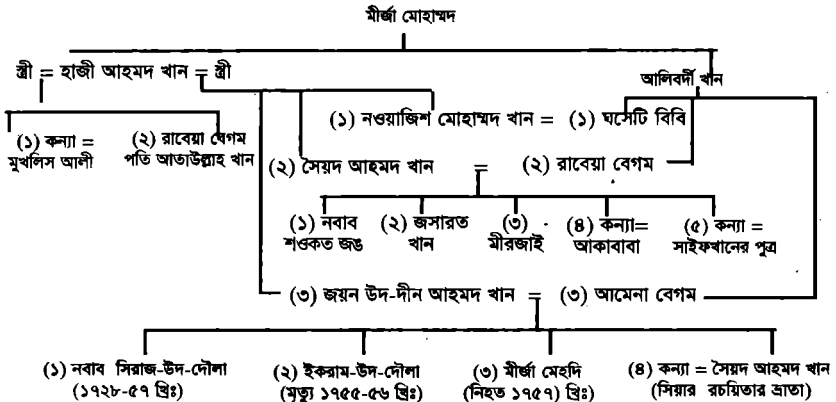 মীর্জা মোহাম্মদ
স্ত্রী = হাজী আহমদ খান = স্ত্রী
আলিবর্দী খান
(১) কন্যা =
মুখলিস আলী
(২) রাবেয়া বেগম
পতি আতাউল্লাহ খান
(১) নওয়াজিশ মোহাম্মদ খান = (১) ঘসেটি বিবি
(২) সৈয়দ আহমদ খান = (২) রাবেয়া বেগম
(১) নবাব
শওকত জঙ
(২) জসারত
খান
(৩)
মীরজাই
(৪) কন্যা=
আকাবাবা
(৫) কন্যা =
সাইফখানের পুত্র
(৩) জয়ন উদ-দীন আহমদ খান = (৩) আমেনা বেগম
(১) নবাব সিরাজ-উদ-দৌলা
(১৭২৮-৫৭ খ্রিঃ)
(২) ইকরাম-উদ-দৌলা
(মৃত্যু ১৭৫৫-৫৬ খ্রিঃ)
(৩) মীর্জা মেহদি
(নিহত ১৭৫৭) খ্রিঃ)
(৪) কন্যা = সৈয়দ আহমদ খান
(সিয়ার রচয়িতার ভ্রাতা)